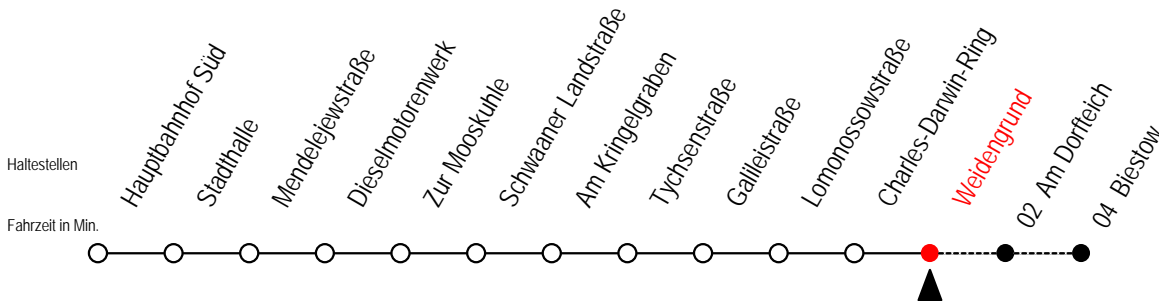 Haltestellen
Fahrzeit in Min.
Hauptbahnhof Süd
Stadthalle
Mendelejewstraße
Dieselmotorenwerk
Zur Mooskuhle
Schwaaner Landstraße
Am Kringelgraben
Tychsenstraße
Galileistraße
Lomonossowstraße
Charles-Darwin-Ring
Weidengrund
02 Am Dorfteich
04 Biestow